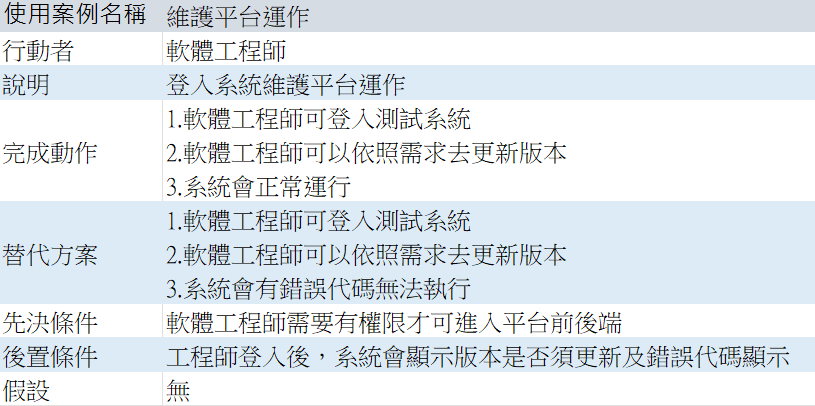 使用案例名稱 維護平台運作
行動者 軟體工程師
說明 登入系統維護平台運作
完成動作
1.軟體工程師可登入測試系統
2.軟體工程師可以依照需求去更新版本
3.系統會正常運行
替代方案
1.軟體工程師可登入測試系統
2.軟體工程師可以依照需求去更新版本
3.系統會有錯誤代碼無法執行
先決條件 軟體工程師需要有權限才可進入平台前後端
後置條件 工程師登入後，系統會顯示版本是否須更新及錯誤代碼顯示
假設 無